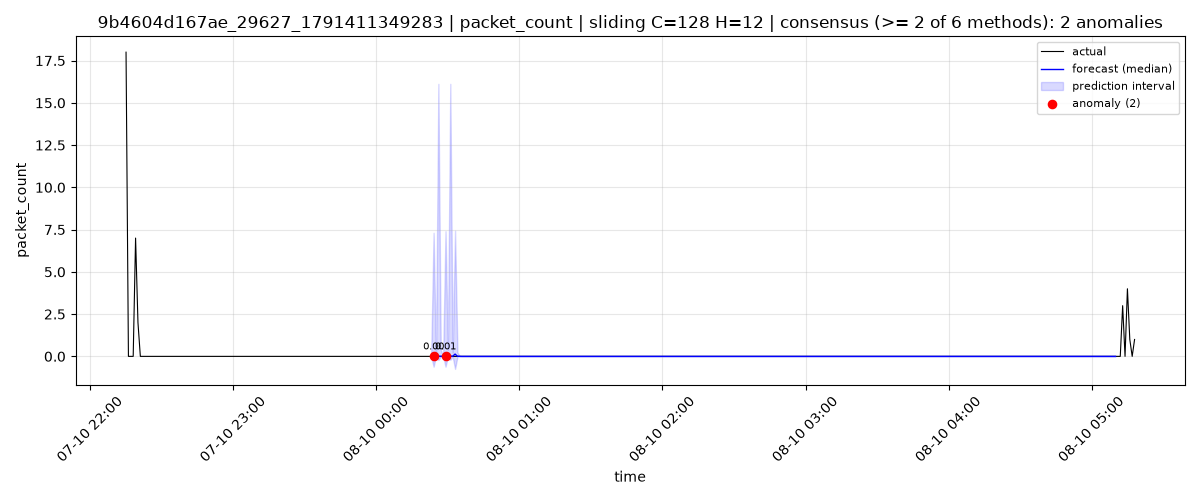 9b4604d167ae_29627_1791411349283 | packet_count | sliding C=128 H=12 | consensus (>= 2 of 6 methods): 2 anomalies
actual
forecast (median)
prediction interval
anomaly (2)
packet_count
17.5
15.0
12.5
10.0
7.5
5.0
2.5
0.0
07-10 22:00
07-10 23:00
08-10 00:00
08-10 01:00
08-10 02:00
08-10 03:00
08-10 04:00
08-10 05:00
time